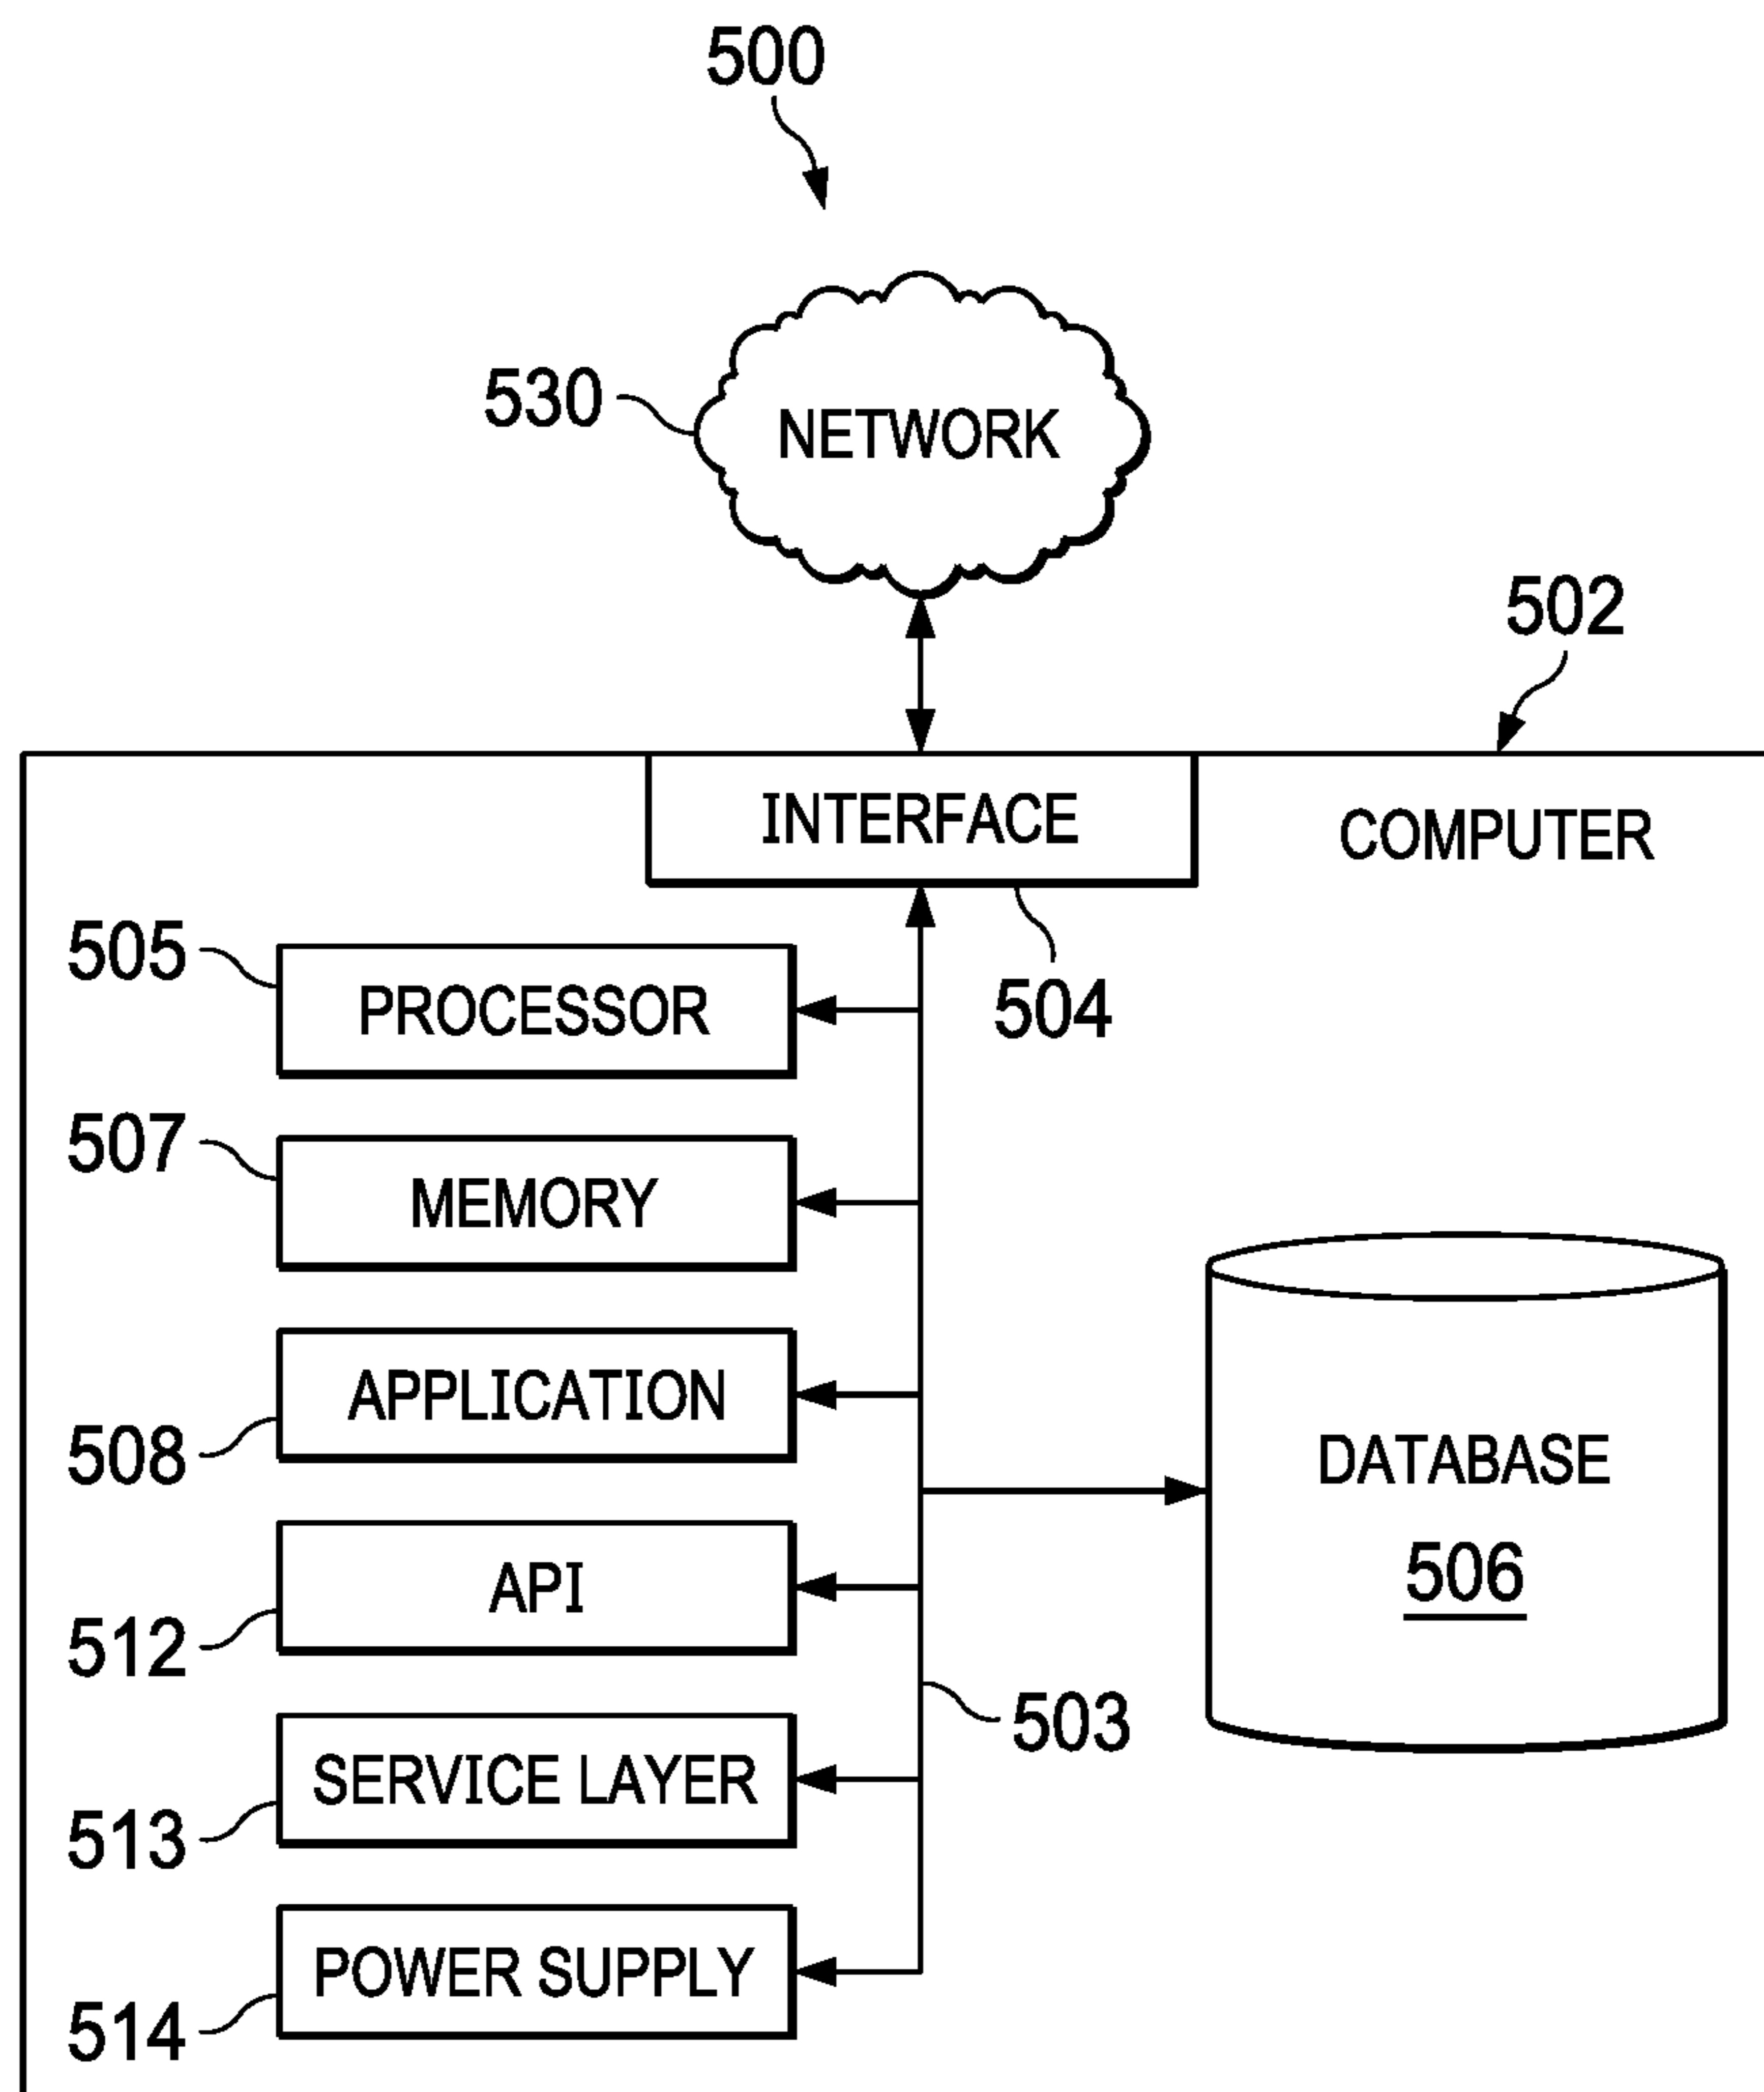 500
530
NETWORK
502
INTERFACE
COMPUTER
505
PROCESSOR
504
507
MEMORY
APPLICATION
508
DATABASE
506
API
512
503
SERVICE LAYER
513
POWER SUPPLY
514